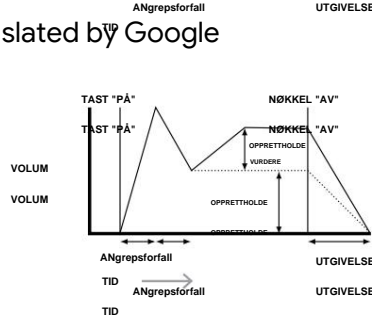 ANgrepsforfall UTGIVELSE
TID
slated by Google
TAST "PÅ" NØKKEL "AV"
TAST "PÅ" NØKKEL "AV"
OPPRETTHOLDE
VURDERE
VOLUM
VOLUM
OPPRETTHOLDE
OPPRETTHOLDE
ANgrepsforfall UTGIVELSE
TID
ANgrepsforfall UTGIVELSE
TID